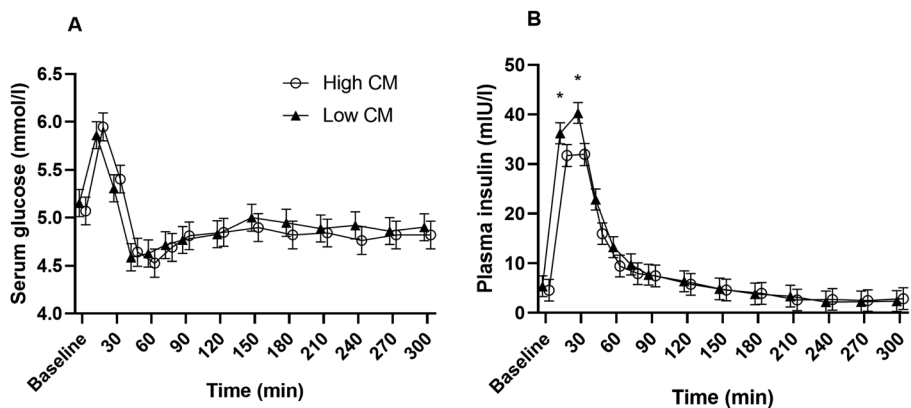 A
Serum glucose (mmol/l)
6.5
6.0
5.5
5.0
4.5
4.0
High CM
Low CM
Baseline 30 60 90 120 150 180 210 240 270 300
Time (min)
B
Plasma insulin (mIU/l)
50
40
30
20
10
0
* *
Baseline 30 60 90 120 150 180 210 240 270 300
Time (min)